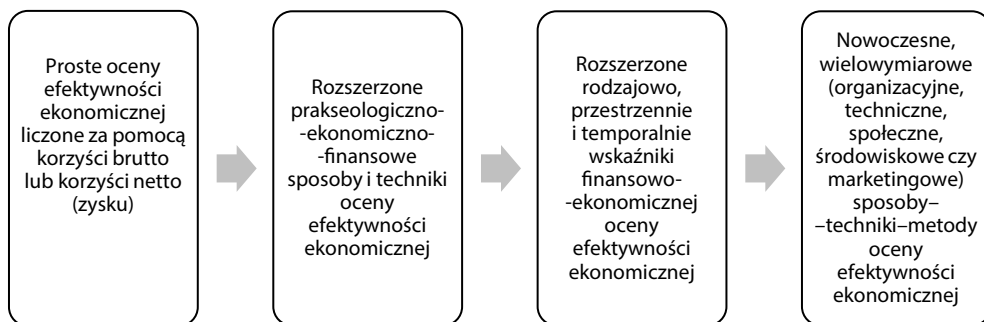 Proste oceny
efektywności
ekonomicznej
liczone za pomocą
korzyści brutto
lub korzyści netto
(zysku)
Rozszerzone
prakseologiczno-
-ekonomiczno-
-finansowe
sposoby i techniki
oceny
efektywności
ekonomicznej
Rozszerzone
rodzajowo,
przestrzennie
i temporalnie
wskaźniki
finansowo-
-ekonomicznej
oceny
efektywności
ekonomicznej
Nowoczesne,
wielowymiarowe
(organizacyjne,
techniczne,
społeczne,
środowiskowe czy
marketingowe)
sposoby–
–techniki–metody
oceny
efektywności
ekonomicznej